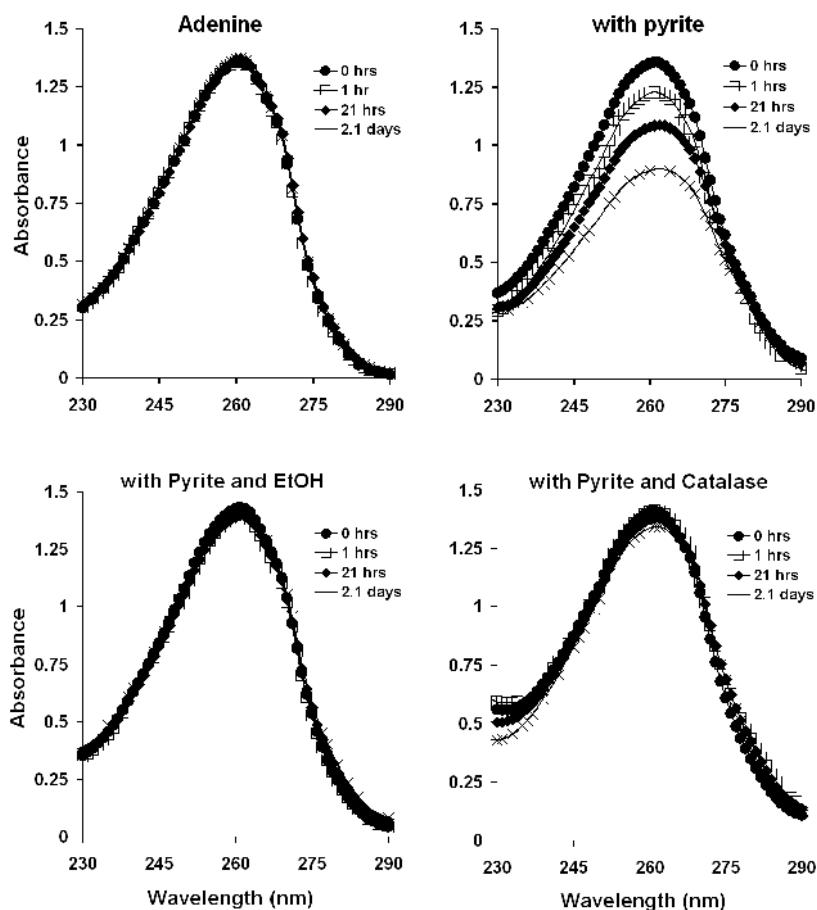 Adenine
1.5
1.25
1
0.75
0.5
0.25
0
Absorbance
0 hrs
1 hr
21 hrs
2.1 days
230
245
260
275
290
with pyrite
1.5
1.25
1
0.75
0.5
0.25
0
0 hrs
1 hrs
21 hrs
2.1 days
230
245
260
275
290
with Pyrite and EtOH
1.5
1.25
1
0.75
0.5
0.25
0
Absorbance
0 hrs
1 hrs
21 hrs
2.1 days
230
245
260
275
290
Wavelength (nm)
with Pyrite and Catalase
1.5
1.25
1
0.75
0.5
0.25
0
0 hrs
1 hrs
21 hrs
2.1 days
230
245
260
275
290
Wavelength (nm)